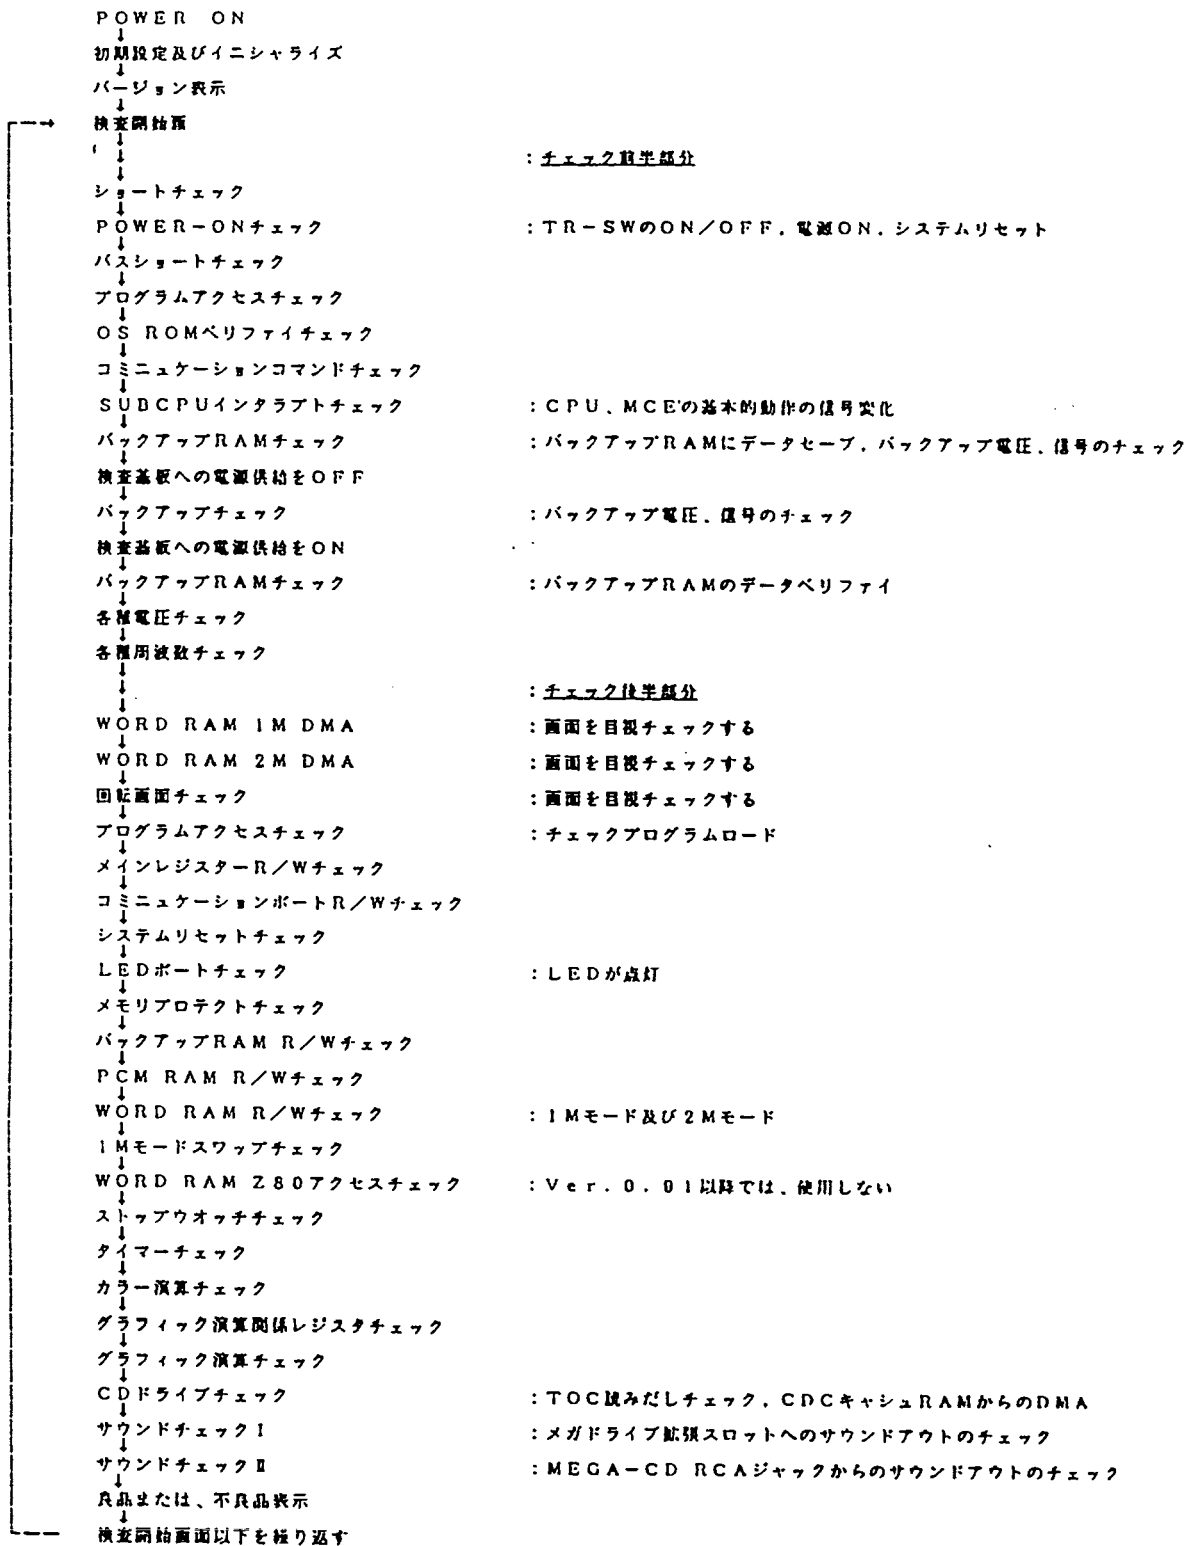 POWER ON
初期設定及びイニシャライズ
バージョン表示
検査開始画
:チェック前半部分
ショートチェック
POWER-ONチェック :TR-SWのON/OFF,電源ON,システムリセット
バスショートチェック
プログラムアクセスチェック
OS ROMベリファイチェック
コミニュケーションコマンドチェック
SUBCPUインタラプトチェック :CPU、MCEの基本的動作の信号変化
バックアップRAMチェック :バックアップRAMにデータセーブ,バックアップ電圧、信号のチェック
検査基板への電源供給をOFF
バックアップチェック :バックアップ電圧、信号のチェック
検査基板への電源供給をON
バックアップRAMチェック :バックアップRAMのデータベリファイ
各種電圧チェック
各種周波数チェック
:チェック後半部分
WORD RAM 1M DMA :画面を目視チェックする
WORD RAM 2M DMA :画面を目視チェックする
回転画面チェック :画面を目視チェックする
プログラムアクセスチェック :チェックプログラムロード
メインレジスターR/Wチェック
コミニュケーションポートR/Wチェック
システムリセットチェック
LEDポートチェック :LEDが点灯
メモリプロテクトチェック
バックアップRAM R/Wチェック
PCM RAM R/Wチェック
WORD RAM R/Wチェック :1Mモード及び2Mモード
1Mモードスワップチェック
WORD RAM Z80アクセスチェック :Ver.0.01以降では、使用しない
ストップウオッチチェック
タイマーチェック
カラー演算チェック
グラフィック演算関係レジスタチェック
グラフィック演算チェック
CDドライブチェック :TOC読みだしチェック,CDCキャシュRAMからのDMA
サウンドチェックⅠ :メガドライブ拡張スロットへのサウンドアウトのチェック
サウンドチェックⅡ :MEGA-CD RCAジャックからのサウンドアウトのチェック
良品または、不良品表示
検査開始画面以下を繰り返す